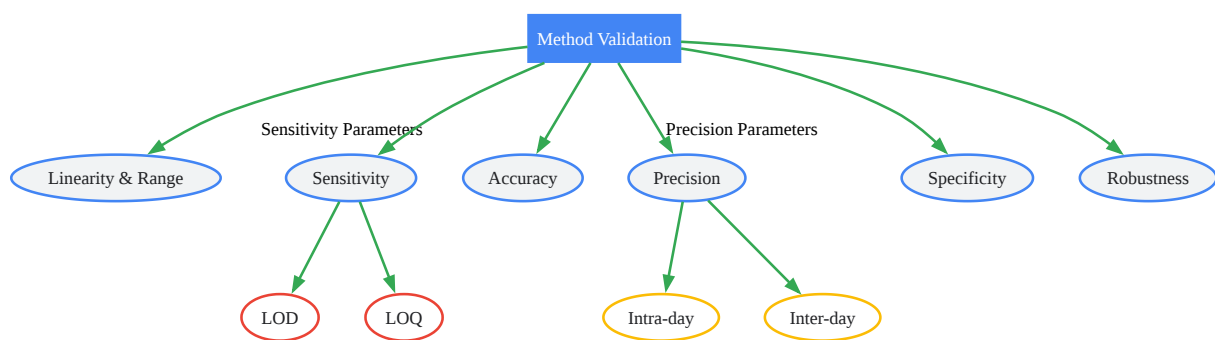 Method Validation
Sensitivity Parameters
Precision Parameters
Linearity & Range
Sensitivity
Accuracy
Precision
Specificity
Robustness
LOD
LOQ
Intra-day
Inter-day